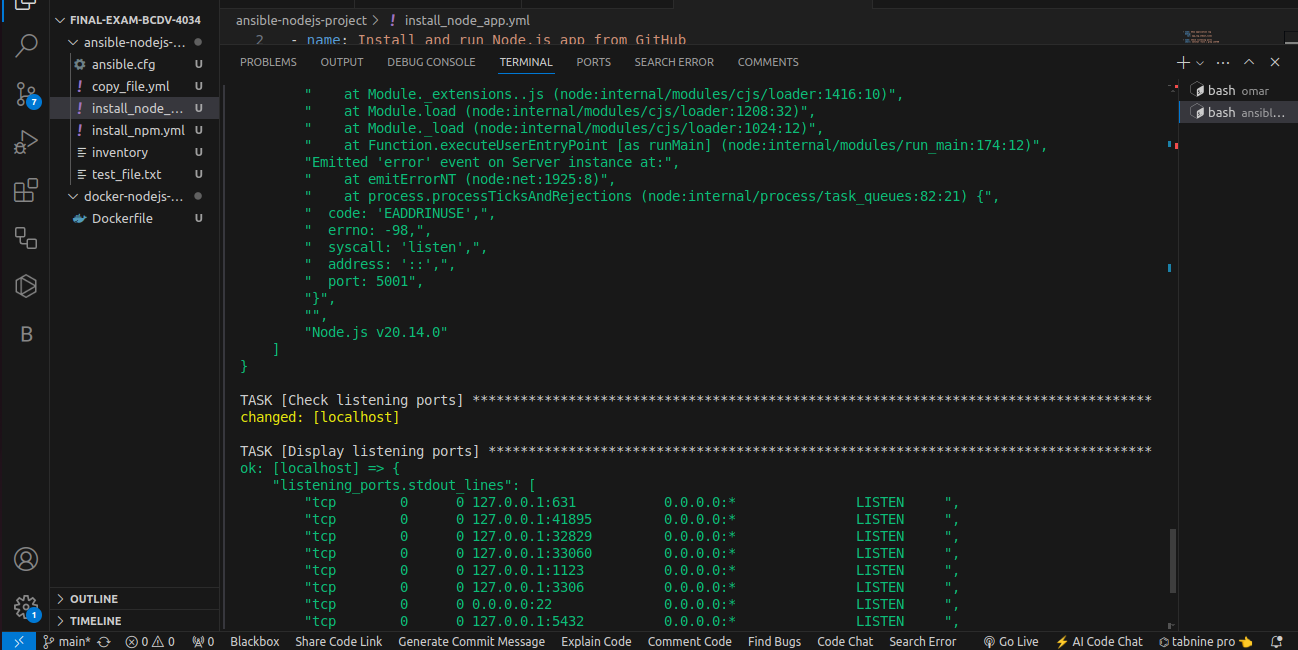 FINAL-EXAM-BCDV-4034
ansible-nodejs-...
ansible.cfg U
copy_file.yml U
install_node_... U
install_npm.yml U
inventory U
test_file.txt U
docker-nodejs-...
Dockerfile U
OUTLINE
TIMELINE
7
B
1
ansible-nodejs-project > ! install_node_app.yml
2 - name: Install and run Node.js app from GitHub
PROBLEMS OUTPUT DEBUG CONSOLE TERMINAL PORTS SEARCH ERROR COMMENTS
bash omar
bash ansibl...
"    at Module._extensions..js (node:internal/modules/cjs/loader:1416:10)",
"    at Module.load (node:internal/modules/cjs/loader:1208:32)",
"    at Module._load (node:internal/modules/cjs/loader:1024:12)",
"    at Function.executeUserEntryPoint [as runMain] (node:internal/modules/run_main:174:12)",
"Emitted 'error' event on Server instance at:",
"    at emitErrorNT (node:net:1925:8)",
"    at process.processTicksAndRejections (node:internal/process/task_queues:82:21) {",
"  code: 'EADDRINUSE',",
"  errno: -98,",
"  syscall: 'listen',",
"  address: '::',",
"  port: 5001",
"}",
"",
"Node.js v20.14.0"
]
}
TASK [Check listening ports] *************************************************************************************
changed: [localhost]
TASK [Display listening ports] ***********************************************************************************
ok: [localhost] => {
"listening_ports.stdout_lines": [
"tcp        0      0 127.0.0.1:631           0.0.0.0:*               LISTEN     ",
"tcp        0      0 127.0.0.1:41895         0.0.0.0:*               LISTEN     ",
"tcp        0      0 127.0.0.1:32829         0.0.0.0:*               LISTEN     ",
"tcp        0      0 127.0.0.1:33060         0.0.0.0:*               LISTEN     ",
"tcp        0      0 127.0.0.1:1123          0.0.0.0:*               LISTEN     ",
"tcp        0      0 127.0.0.1:3306          0.0.0.0:*               LISTEN     ",
"tcp        0      0 0.0.0.0:22              0.0.0.0:*               LISTEN     ",
"tcp        0      0 127.0.0.1:5432          0.0.0.0:*               LISTEN     ",
main* 0 0 0 Blackbox Share Code Link Generate Commit Message Explain Code Comment Code Find Bugs Code Chat Search Error Go Live ⚡ AI Code Chat tabnine pro 👈